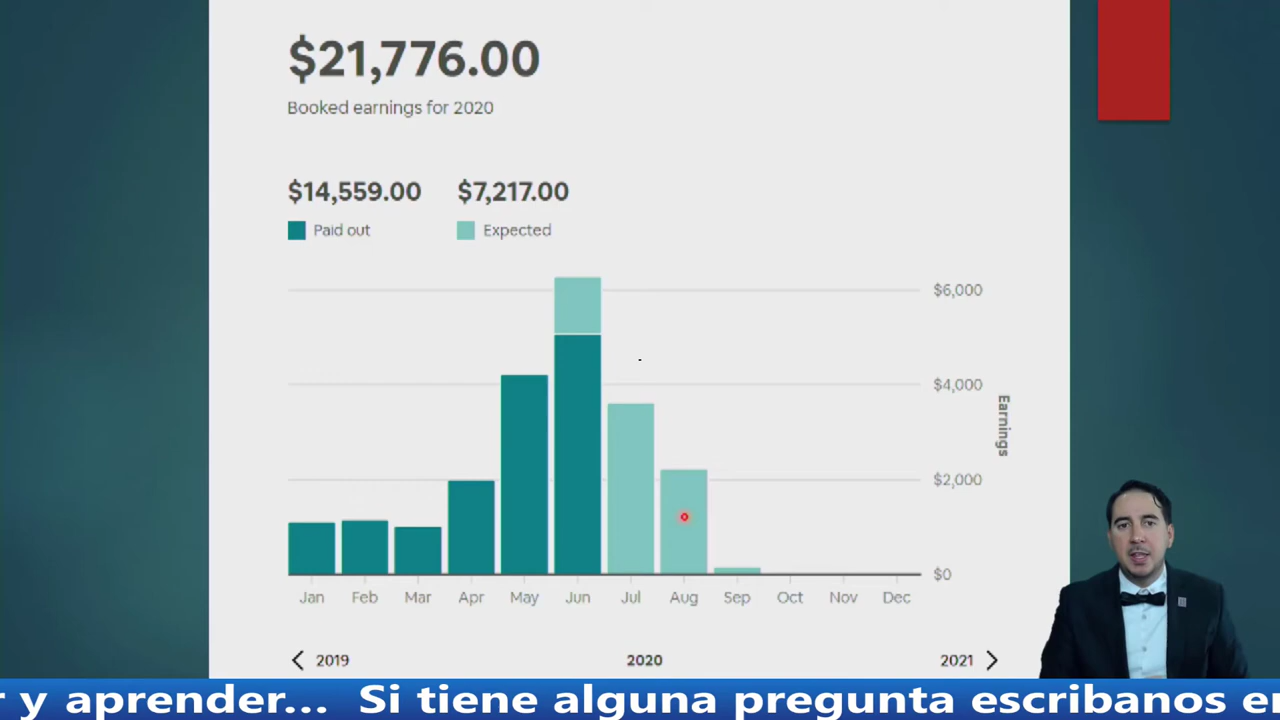 $21,776.00
Booked earnings for 2020
$14,559.00 $7,217.00
Paid out Expected
$6,000
$4,000
$2,000
$0
Earnings
Jan Feb Mar Apr May Jun Jul Aug Sep Oct Nov Dec
2019 2020 2021
y aprender... Si tiene alguna pregunta escribanos